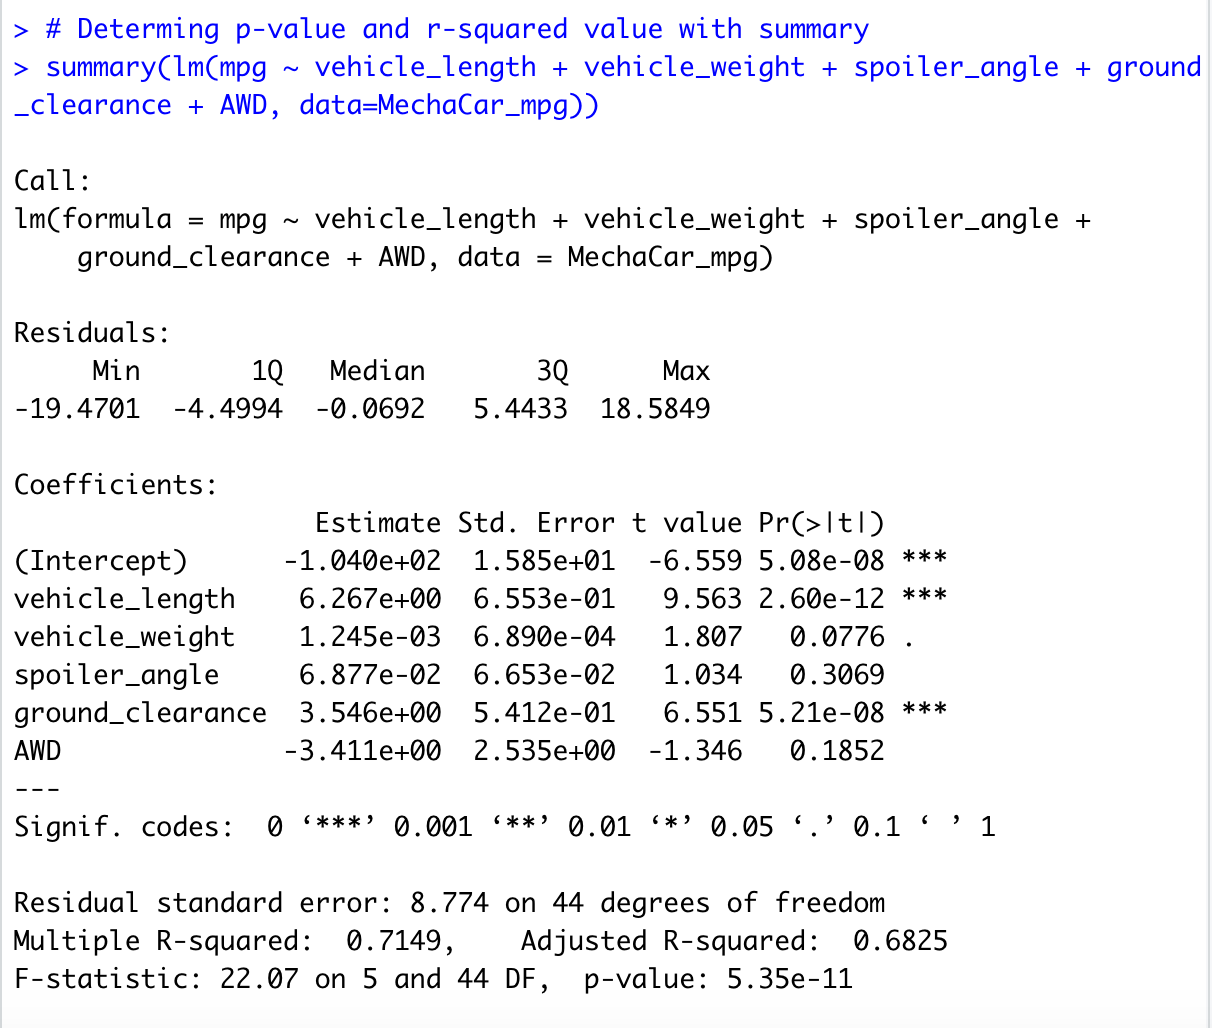 > # Determing p-value and r-squared value with summary
> summary(lm(mpg ~ vehicle_length + vehicle_weight + spoiler_angle + ground
_clearance + AWD, data=MechaCar_mpg))
Call:
lm(formula = mpg ~ vehicle_length + vehicle_weight + spoiler_angle +
    ground_clearance + AWD, data = MechaCar_mpg)
Residuals:
     Min       1Q   Median       3Q      Max
-19.4701  -4.4994  -0.0692   5.4433  18.5849
Coefficients:
                   Estimate Std. Error t value Pr(>|t|)
(Intercept)      -1.040e+02  1.585e+01  -6.559 5.08e-08 ***
vehicle_length    6.267e+00  6.553e-01   9.563 2.60e-12 ***
vehicle_weight    1.245e-03  6.890e-04   1.807   0.0776 .
spoiler_angle     6.877e-02  6.653e-02   1.034   0.3069
ground_clearance  3.546e+00  5.412e-01   6.551 5.21e-08 ***
AWD              -3.411e+00  2.535e+00  -1.346   0.1852
---
Signif. codes:  0 ‘***’ 0.001 ‘**’ 0.01 ‘*’ 0.05 ‘.’ 0.1 ‘ ’ 1
Residual standard error: 8.774 on 44 degrees of freedom
Multiple R-squared:  0.7149,    Adjusted R-squared:  0.6825
F-statistic: 22.07 on 5 and 44 DF,  p-value: 5.35e-11